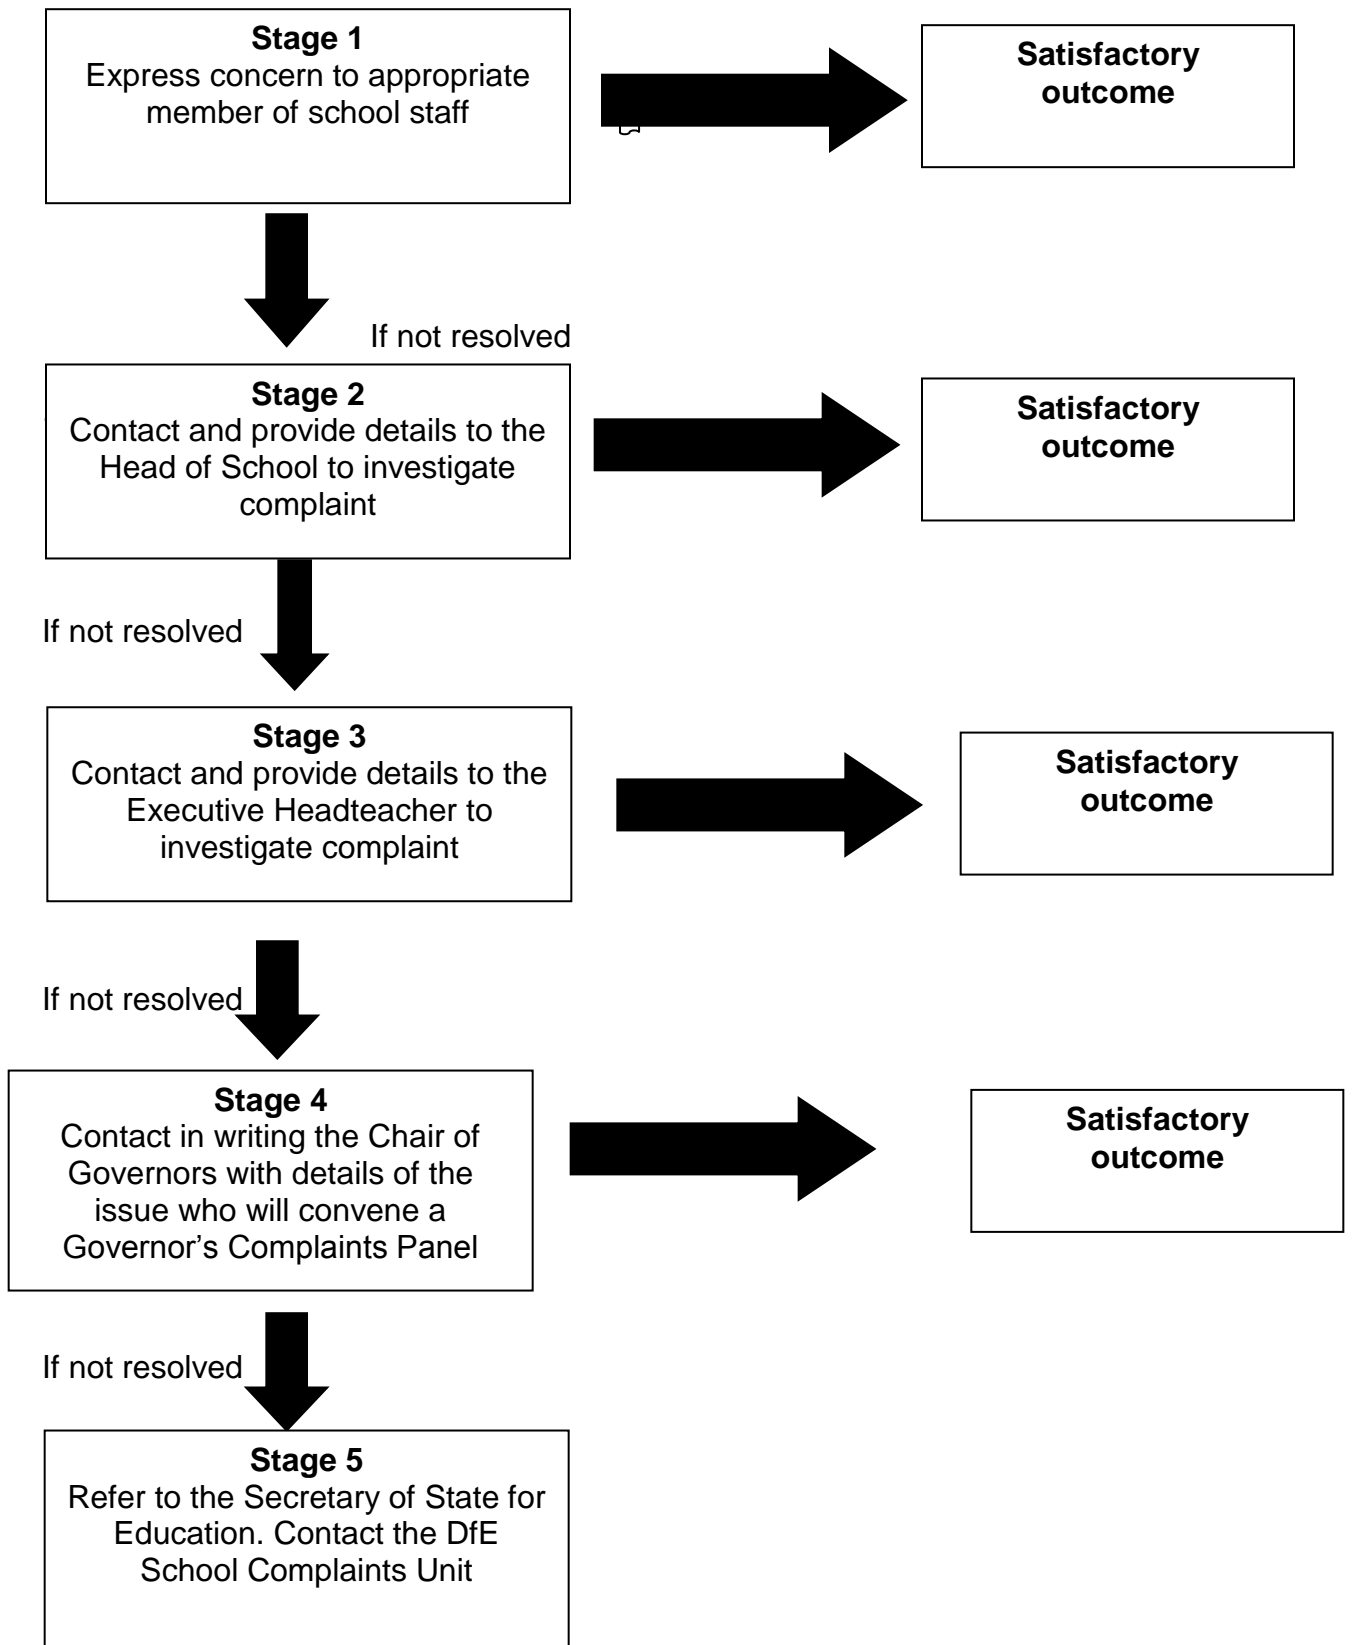 Stage 1
Express concern to appropriate
member of school staff
Satisfactory
outcome
If not resolved
Stage 2
Contact and provide details to the
Head of School to investigate
complaint
Satisfactory
outcome
If not resolved
Stage 3
Contact and provide details to the
Executive Headteacher to
investigate complaint
Satisfactory
outcome
If not resolved
Stage 4
Contact in writing the Chair of
Governors with details of the
issue who will convene a
Governor’s Complaints Panel
Satisfactory
outcome
If not resolved
Stage 5
Refer to the Secretary of State for
Education. Contact the DfE
School Complaints Unit